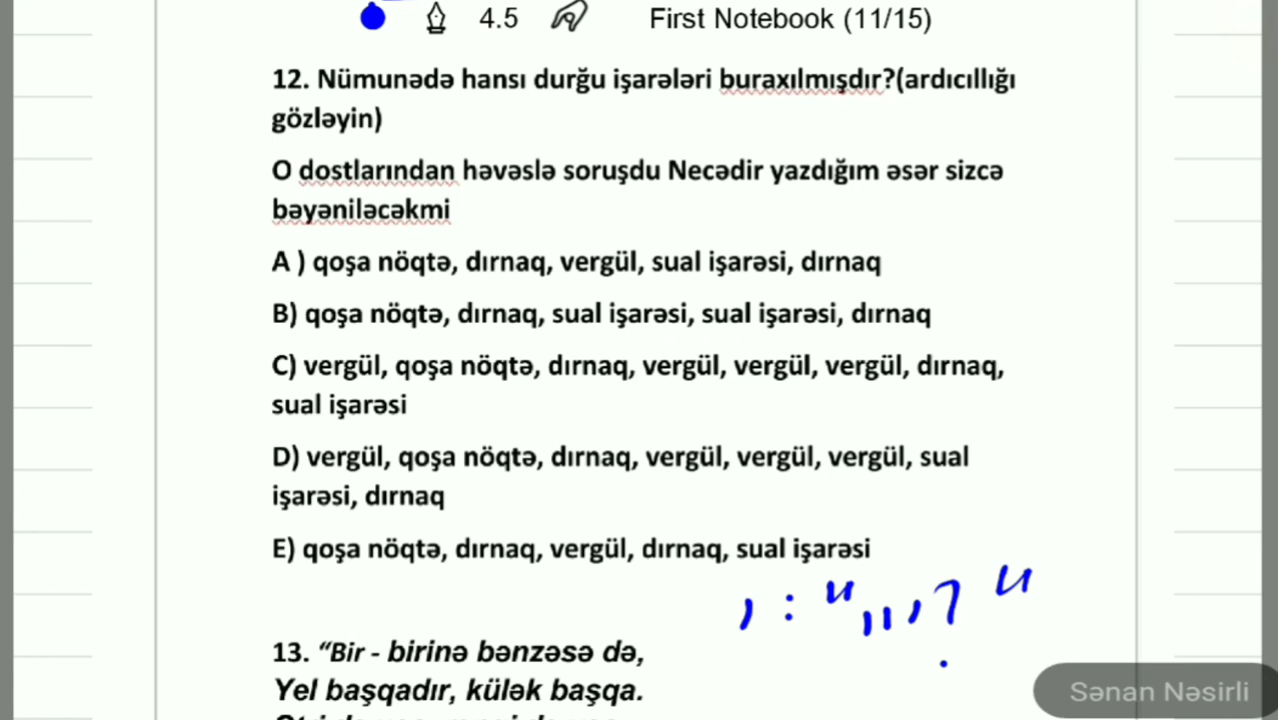 4.5 First Notebook (11/15)
12. Nümunədə hansı durğu işarələri buraxılmışdır?(ardıcıllığı
gözləyin)
O dostlarından həvəslə soruşdu Necədir yazdığım əsər sizcə
bəyəniləcəkmi
A ) qoşa nöqtə, dırnaq, vergül, sual işarəsi, dırnaq
B) qoşa nöqtə, dırnaq, sual işarəsi, sual işarəsi, dırnaq
C) vergül, qoşa nöqtə, dırnaq, vergül, vergül, vergül, dırnaq,
sual işarəsi
D) vergül, qoşa nöqtə, dırnaq, vergül, vergül, vergül, sual
işarəsi, dırnaq
E) qoşa nöqtə, dırnaq, vergül, dırnaq, sual işarəsi
, : " , , , ? "
13. “Bir - birinə bənzəsə də,
Yel başqadır, külək başqa.
Sənan Nəsirli